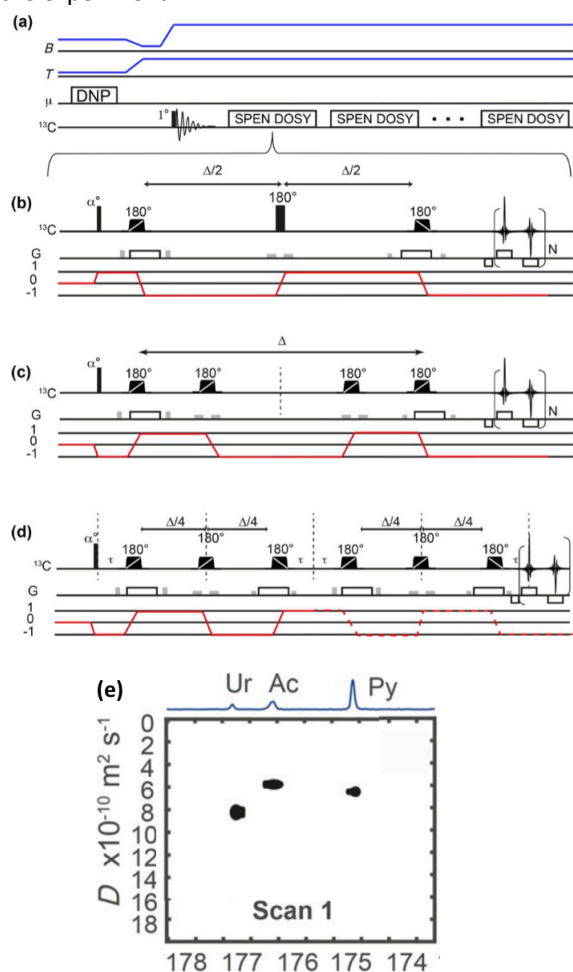 (a)
B
T
μ
DNP
1°
¹³C
SPEN DOSY
SPEN DOSY
• • •
SPEN DOSY
(b)
Δ/2
Δ/2
α°
180°
180°
180°
¹³C
G
N
1
0
-1
(c)
Δ
α°
180°
180°
180°
180°
¹³C
G
N
1
0
-1
(d)
Δ/4
Δ/4
Δ/4
Δ/4
α°
τ
180°
180°
180°
τ
τ
180°
180°
180°
τ
¹³C
G
N
1
0
-1
(e)
Ur Ac Py
D x10⁻¹⁰ m² s⁻¹
0
2
4
6
8
10
12
14
16
18
Scan 1
178 177 176 175 174